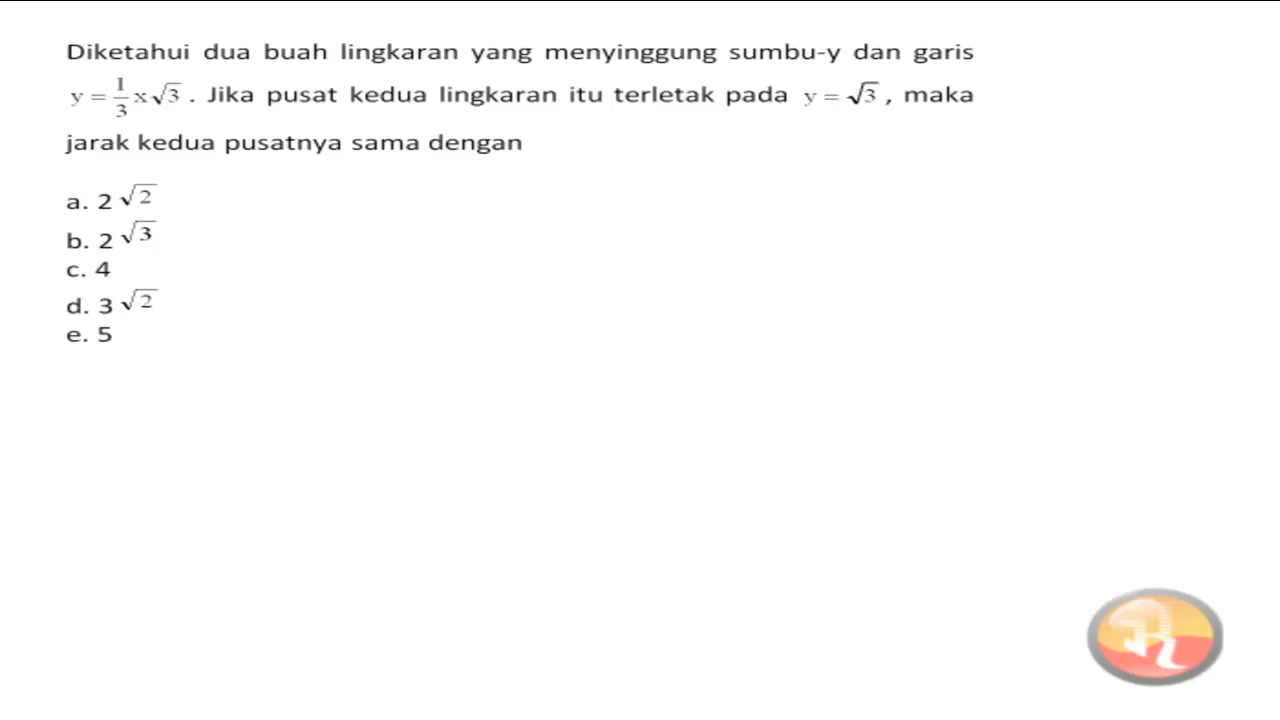 Diketahui dua buah lingkaran yang menyinggung sumbu-y dan garis
y = 1/3 x√3 . Jika pusat kedua lingkaran itu terletak pada y = √3 , maka
jarak kedua pusatnya sama dengan
a. 2 √2
b. 2 √3
c. 4
d. 3 √2
e. 5